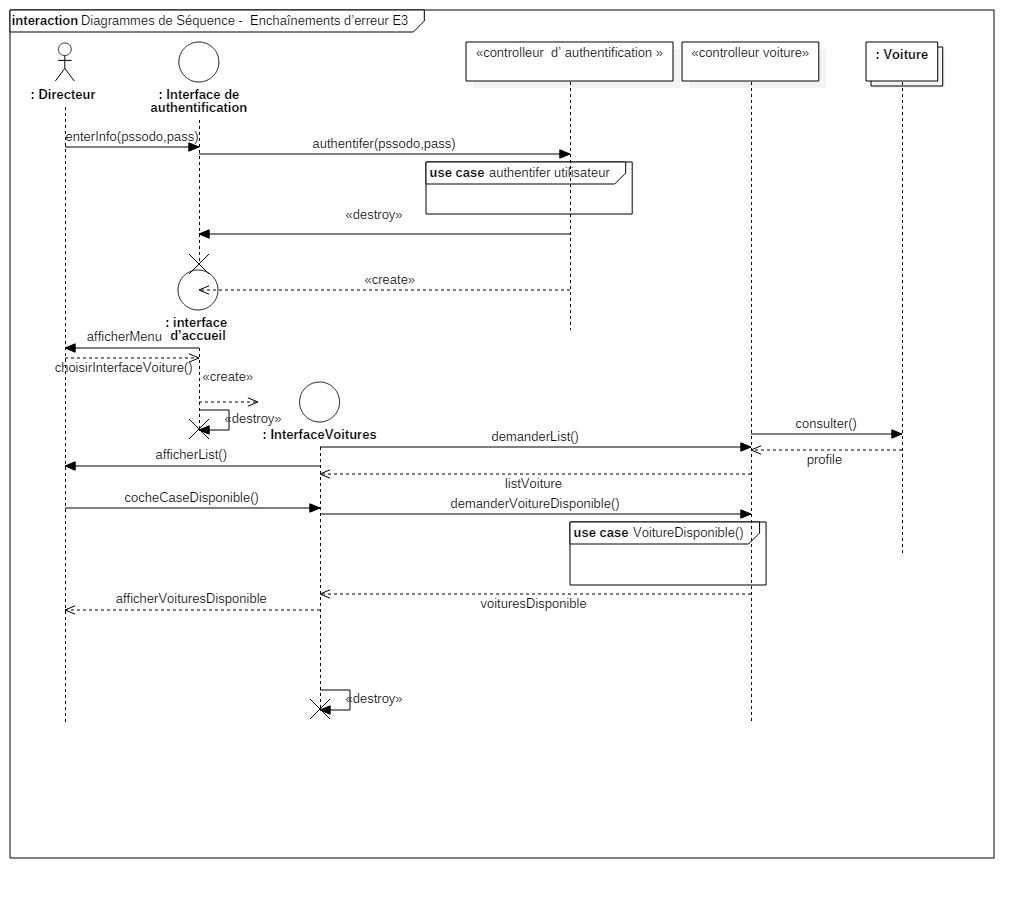 interaction Diagrammes de Séquence - Enchaînements d'erreur E3
: Directeur
: Interface de
authentification
«controlleur d' authentification »
«controlleur voiture»
: Voiture
enterInfo(pssodo,pass)
authentifer(pssodo,pass)
use case authentifer utilisateur
«destroy»
«create»
: interface
d'accueil
afficherMenu
choisirInterfaceVoiture()
«create»
«destroy»
: InterfaceVoitures
consulter()
demanderList()
afficherList()
profile
listVoiture
cocheCaseDisponible()
demanderVoitureDisponible()
use case VoitureDisponible()
afficherVoituresDisponible
voituresDisponible
«destroy»